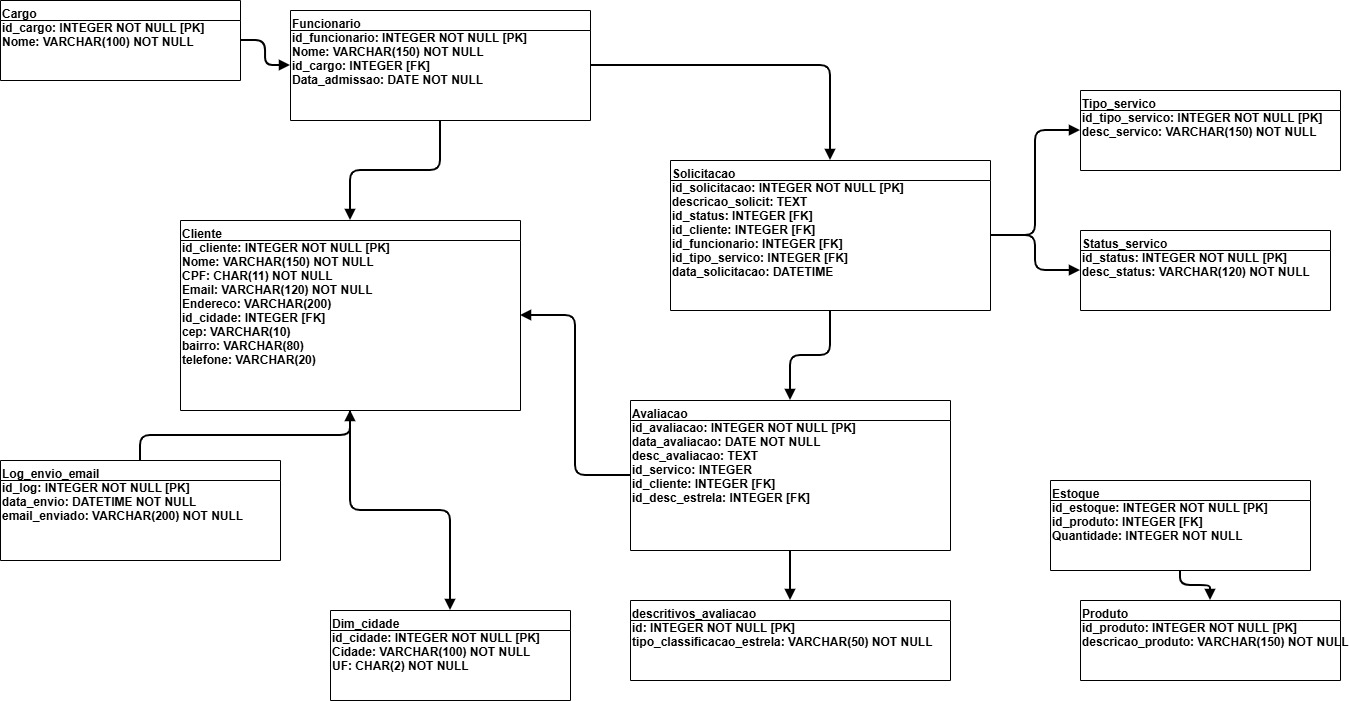 Cargo
id_cargo: INTEGER NOT NULL [PK]
Nome: VARCHAR(100) NOT NULL
Funcionario
id_funcionario: INTEGER NOT NULL [PK]
Nome: VARCHAR(150) NOT NULL
id_cargo: INTEGER [FK]
Data_admissao: DATE NOT NULL
Tipo_servico
id_tipo_servico: INTEGER NOT NULL [PK]
desc_servico: VARCHAR(150) NOT NULL
Solicitacao
id_solicitacao: INTEGER NOT NULL [PK]
descricao_solicit: TEXT
id_status: INTEGER [FK]
id_cliente: INTEGER [FK]
id_funcionario: INTEGER [FK]
id_tipo_servico: INTEGER [FK]
data_solicitacao: DATETIME
Status_servico
id_status: INTEGER NOT NULL [PK]
desc_status: VARCHAR(120) NOT NULL
Cliente
id_cliente: INTEGER NOT NULL [PK]
Nome: VARCHAR(150) NOT NULL
CPF: CHAR(11) NOT NULL
Email: VARCHAR(120) NOT NULL
Endereco: VARCHAR(200)
id_cidade: INTEGER [FK]
cep: VARCHAR(10)
bairro: VARCHAR(80)
telefone: VARCHAR(20)
Avaliacao
id_avaliacao: INTEGER NOT NULL [PK]
data_avaliacao: DATE NOT NULL
desc_avaliacao: TEXT
id_servico: INTEGER
id_cliente: INTEGER [FK]
id_desc_estrela: INTEGER [FK]
Log_envio_email
id_log: INTEGER NOT NULL [PK]
data_envio: DATETIME NOT NULL
email_enviado: VARCHAR(200) NOT NULL
Estoque
id_estoque: INTEGER NOT NULL [PK]
id_produto: INTEGER [FK]
Quantidade: INTEGER NOT NULL
Dim_cidade
id_cidade: INTEGER NOT NULL [PK]
Cidade: VARCHAR(100) NOT NULL
UF: CHAR(2) NOT NULL
descritivos_avaliacao
id: INTEGER NOT NULL [PK]
tipo_classificacao_estrela: VARCHAR(50) NOT NULL
Produto
id_produto: INTEGER NOT NULL [PK]
descricao_produto: VARCHAR(150) NOT NULL